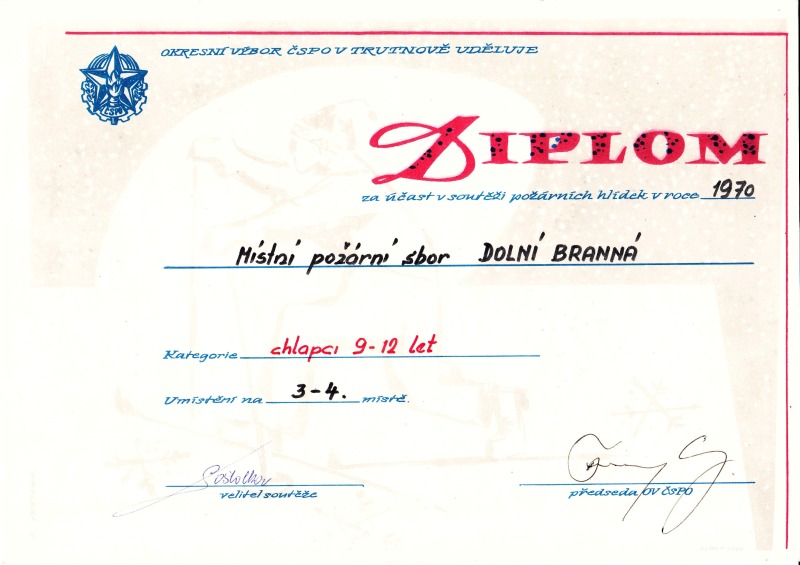 OKRESNÍ VÝBOR ČSPO V TRUTNOVĚ UDĚLUJE
ČSPO
DIPLOM
za účast v soutěži požárních hlídek v roce 1970
Místní požární sbor DOLNÍ BRANNÁ
Kategorie chlapci 9-12 let
Umístění na 3-4. místě.
velitel soutěže
předseda OV ČSPO